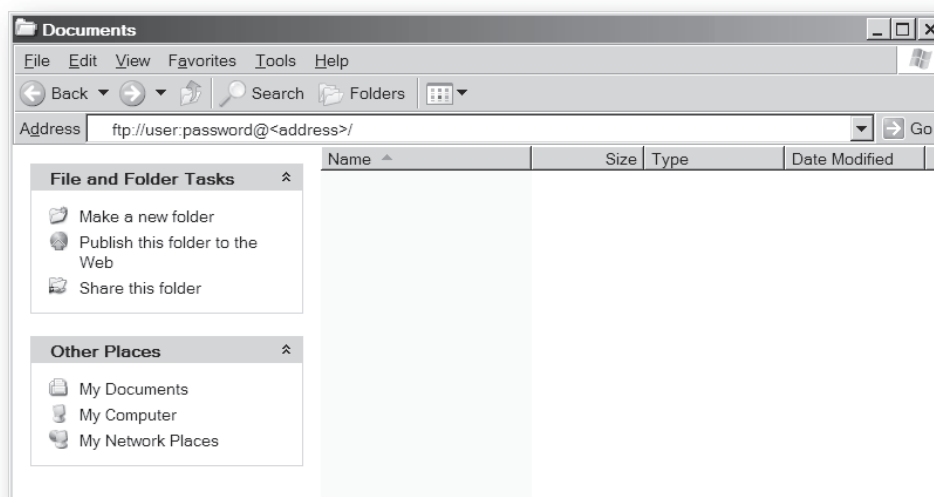 Documents
File Edit View Favorites Tools Help
Back Search Folders
Address ftp://user:password@<address>/ Go
Name Size Type Date Modified
File and Folder Tasks
Make a new folder
Publish this folder to the
Web
Share this folder
Other Places
My Documents
My Computer
My Network Places